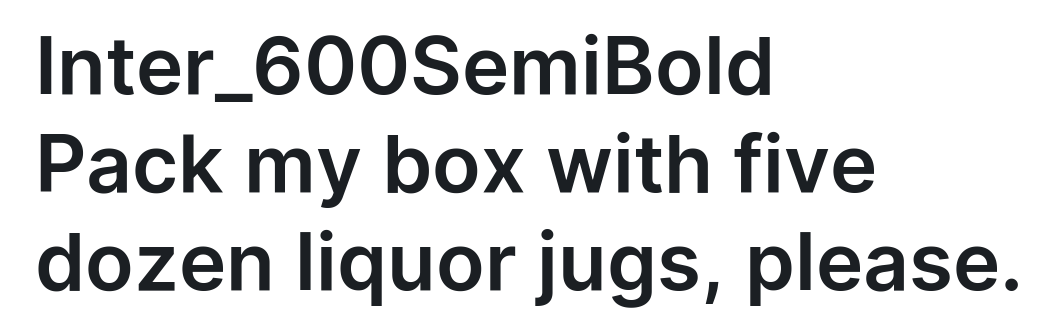 Inter_600SemiBold
Pack my box with five
dozen liquor jugs, please.